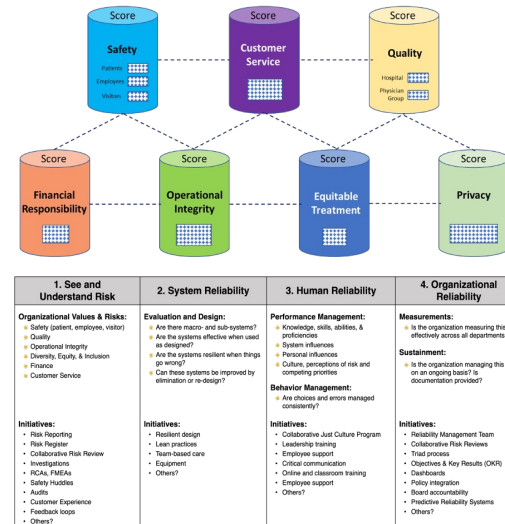 Score
Score
Score
Safety
Patients
Employees
Visitors
Customer
Service
Quality
Hospital
Physician
Group
Score
Score
Score
Score
Financial
Responsibility
Operational
Integrity
Equitable
Treatment
Privacy
1. See and
Understand Risk
2. System Reliability
3. Human Reliability
4. Organizational
Reliability
Organizational Values & Risks:
Safety (patient, employee, visitor)
Quality
Operational Integrity
Diversity, Equity, & Inclusion
Finance
Customer Service
Evaluation and Design:
Are there macro- and sub-systems?
Are the systems effective when used
as designed?
Are the systems resilient when things
go wrong?
Can these systems be improved by
elimination or re-design?
Performance Management:
Knowledge, skills, abilities, &
proficiencies
System influences
Personal influences
Culture, perceptions of risk and
competing priorities
Behavior Management:
Are choices and errors managed
consistently?
Measurements:
Is the organization measuring this
effectively across all departments
Sustainment:
Is the organization managing this
on an ongoing basis? Is
documentation provided?
Initiatives:
• Risk Reporting
• Risk Register
• Collaborative Risk Review
• Investigations
• RCAs, FMEAs
• Safety Huddles
• Audits
• Customer Experience
• Feedback loops
• Others?
Initiatives:
• Resilient design
• Lean practices
• Team-based care
• Equipment
• Others?
Initiatives:
• Collaborative Just Culture Program
• Leadership training
• Employee support
• Critical communication
• Online and classroom training
• Employee support
• Others?
Initiatives:
• Reliability Management Team
• Collaborative Risk Reviews
• Triad process
• Objectives & Key Results (OKR)
• Dashboards
• Policy integration
• Board accountability
• Predictive Reliability Systems
• Others?